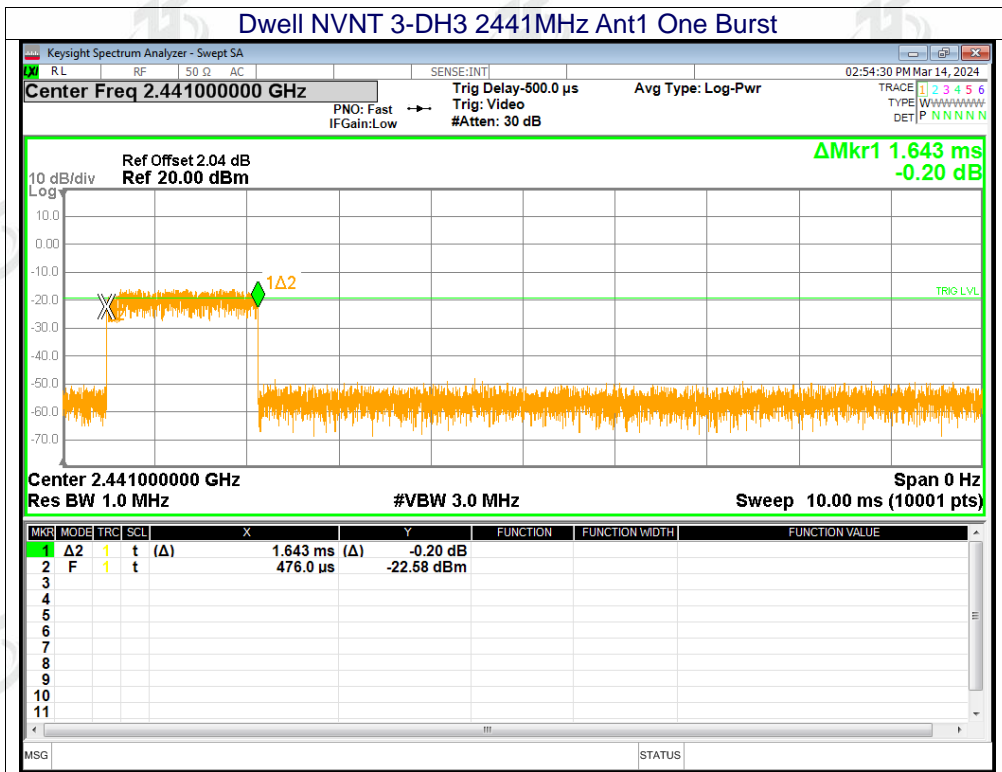 Dwell NVNT 3-DH3 2441MHz Ant1 One Burst
Keysight Spectrum Analyzer - Swept SA
LXI RL RF 50 Ω AC SENSE:INT 02:54:30 PM Mar 14, 2024
Center Freq 2.441000000 GHz Trig Delay-500.0 µs Avg Type: Log-Pwr TRACE 1 2 3 4 5 6
PNO: Fast Trig: Video TYPE WWWWWWW
IFGain:Low #Atten: 30 dB DET P N N N N N
ΔMkr1 1.643 ms
-0.20 dB
Ref Offset 2.04 dB
10 dB/div Ref 20.00 dBm
Log
10.0
0.00
-10.0
1Δ2
TRIG LVL
-20.0
-30.0
-40.0
-50.0
-60.0
-70.0
Center 2.441000000 GHz Span 0 Hz
Res BW 1.0 MHz #VBW 3.0 MHz Sweep 10.00 ms (10001 pts)
MKR MODE TRC SCL X Y FUNCTION FUNCTION WIDTH FUNCTION VALUE
1 Δ2 1 t (Δ) 1.643 ms (Δ) -0.20 dB
2 F 1 t 476.0 µs -22.58 dBm
3
4
5
6
7
8
9
10
11
MSG STATUS